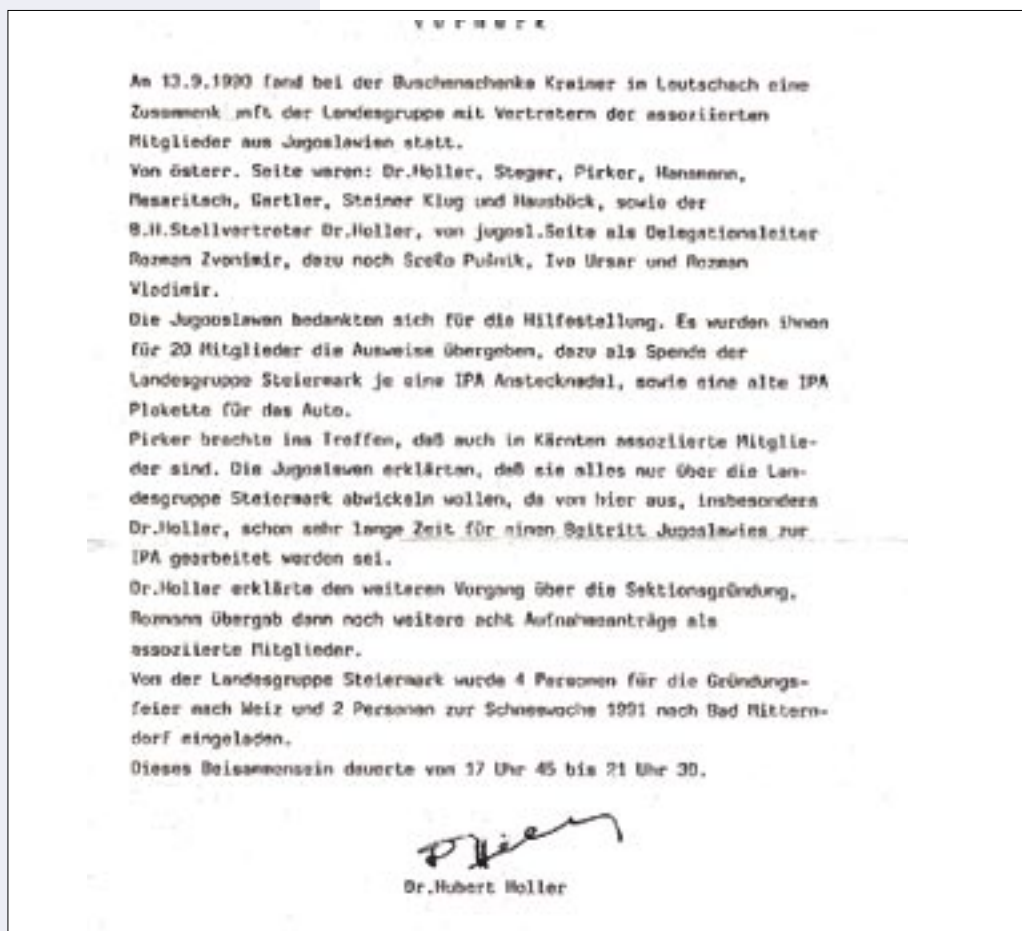 Vermerk
Am 13.9.1990 fand bei der Buschenschenke Krainer in Leutschach eine
Zusammenk nft der Landesgruppe mit Vertretern der assoziierten
Mitglieder aus Jugoslawien statt.
Von österr. Seite waren: Dr.Holler, Steger, Pirker, Hansmann,
Mesaritsch, Gartler, Steiner Klug und Hausböck, sowie der
B.H.Stellvertreter Dr.Holler, von jugosl.Seite als Delegationsleiter
Rozman Zvonimir, dazu noch Pušnik, Ivo Ursar und Rozman
Vladimir.
Die Jugoslawen bedankten sich für die Hilfestellung. Es wurden ihnen
für 20 Mitglieder die Ausweise übergeben, dazu als Spende der
Landesgruppe Steiermark je eine IPA Anstecknadel, sowie eine alte IPA
Plakette für das Auto.
Pirker brachte ins Treffen, daß auch in Kärnten assoziierte Mitglie-
der sind. Die Jugoslawen erklärten, daß sie alles nur über die Lan-
desgruppe Steiermark abwickeln wollen, da von hier aus, insbesonders
Dr.Holler, schon sehr lange Zeit für einen Beitritt Jugoslawies zur
IPA gearbeitet worden sei.
Dr.Holler erklärte den weiteren Vorgang über die Sektionsgründung,
Rozmann übergab dann noch weitere acht Aufnahmeanträge als
assoziierte Mitglieder.
Von der Landesgruppe Steiermark wurde 4 Personen für die Gründungs-
feier nach Weiz und 2 Personen zur Schneewoche 1991 nach Bad Mittern-
dorf eingeladen.
Dieses Beisammensein dauerte von 17 Uhr 45 bis 21 Uhr 30.
Dr.Hubert Holler